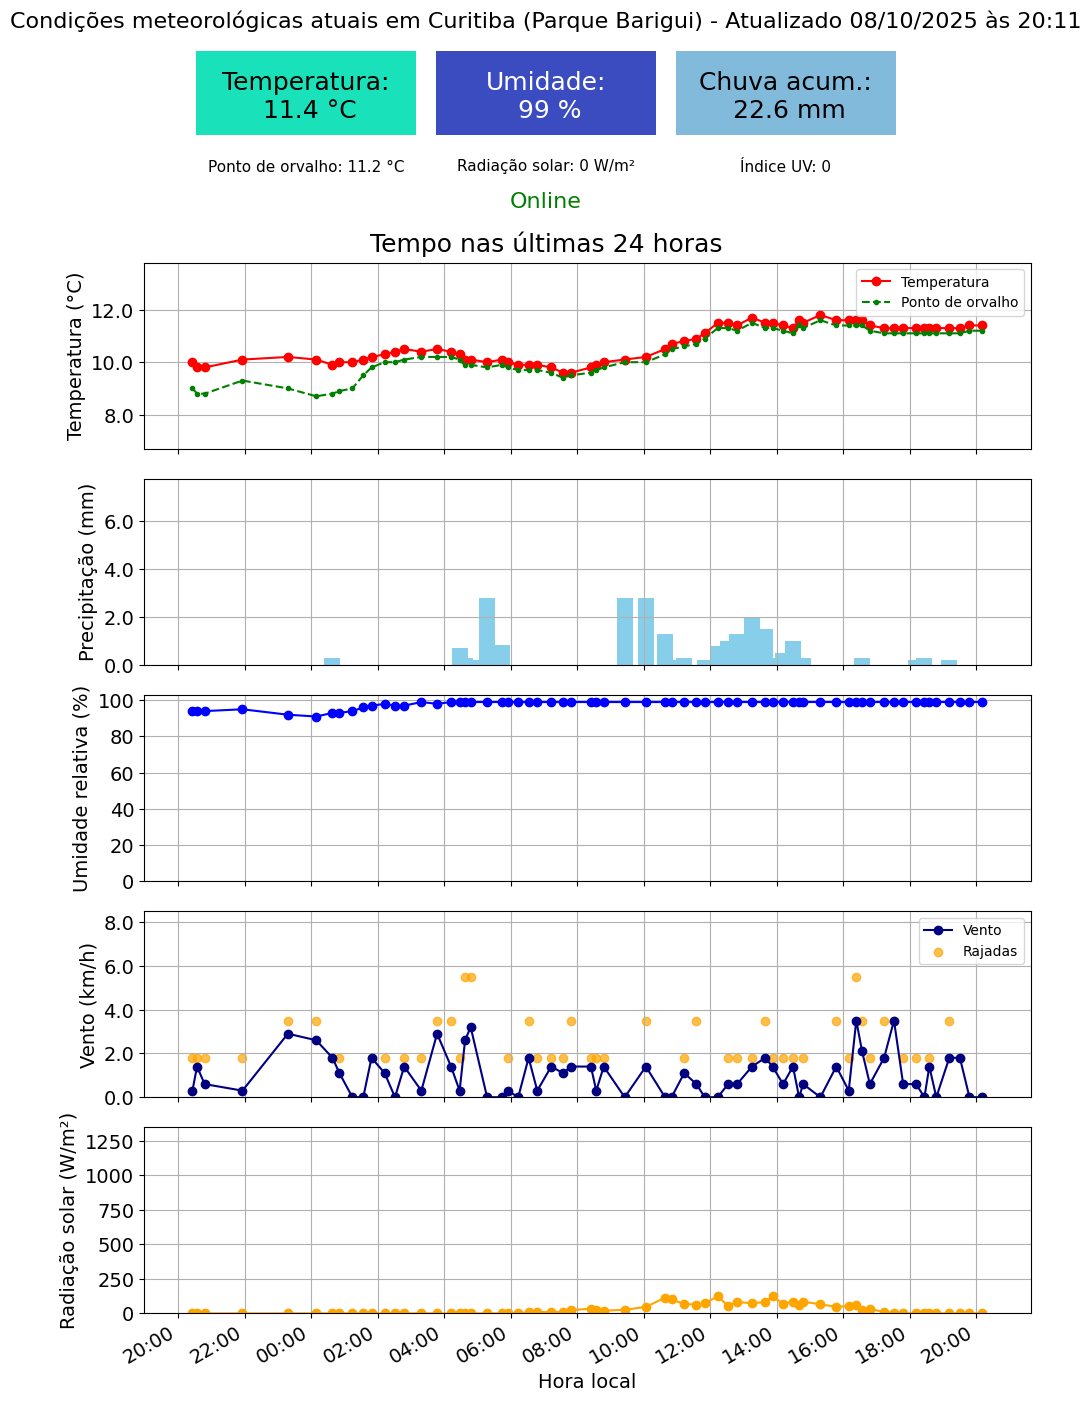 Condições meteorológicas atuais em Curitiba (Parque Barigui) - Atualizado 08/10/2025 às 20:11
Temperatura:
11.4 °C
Umidade:
99 %
Chuva acum.:
22.6 mm
Ponto de orvalho: 11.2 °C
Radiação solar: 0 W/m²
Índice UV: 0
Online
Tempo nas últimas 24 horas
Temperatura (°C)
12.0
10.0
8.0
Temperatura
Ponto de orvalho
Precipitação (mm)
6.0
4.0
2.0
0.0
Umidade relativa (%)
100
80
60
40
20
0
Vento (km/h)
8.0
6.0
4.0
2.0
0.0
Vento
Rajadas
Radiação solar (W/m²)
1250
1000
750
500
250
0
20:00
22:00
00:00
02:00
04:00
06:00
08:00
10:00
12:00
14:00
16:00
18:00
20:00
Hora local